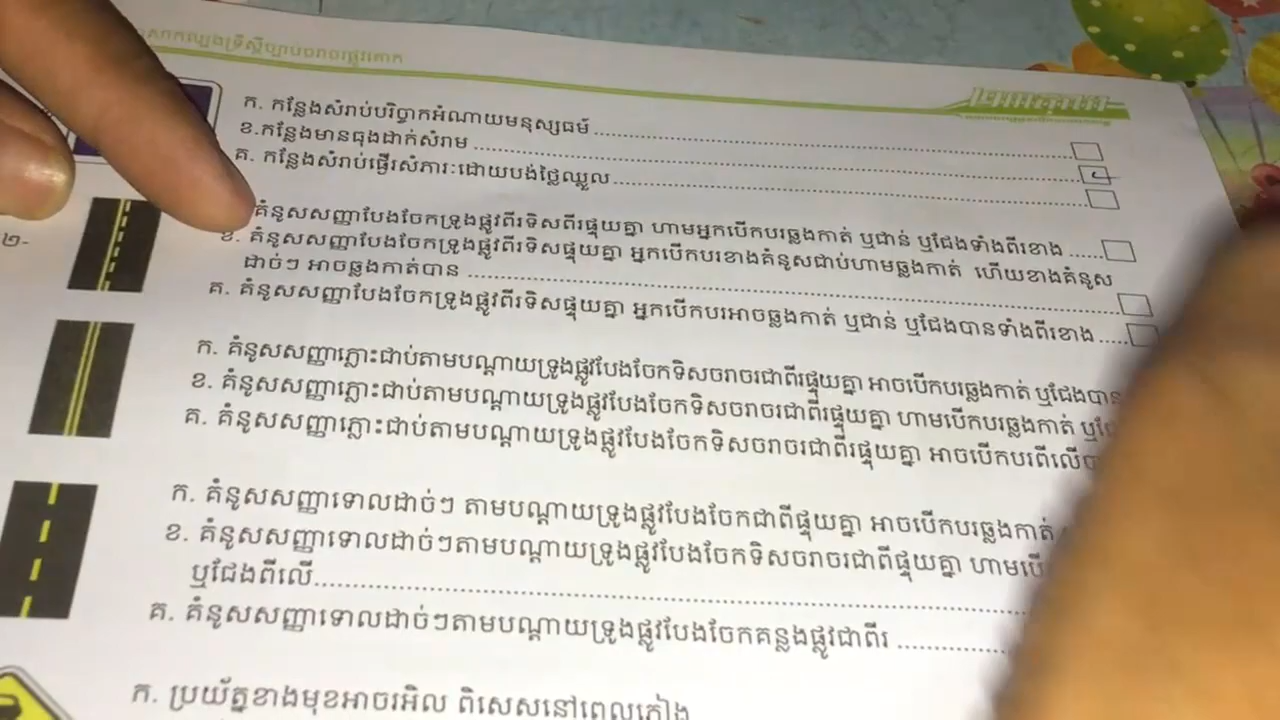 ក. កន្លែងសំរាប់បរិច្ចាកអំណោយមនុស្សធម៌
ខ.កន្លែងមានធុងដាក់សំរាម
គ. កន្លែងសំរាប់ផ្ញើរសំភារៈដោយបង់ថ្លៃឈ្នួល
២-
គំនូសសញ្ញាបែងចែកទ្រូងផ្លូវពីរទិសពីរផ្ទុយគ្នា ហាមអ្នកបើកបរឆ្លងកាត់ ឬជាន់ ឬជែងទាំងពីរខាង
ខ. គំនូសសញ្ញាបែងចែកទ្រូងផ្លូវពីរទិសផ្ទុយគ្នា អ្នកបើកបរខាងគំនូសជាប់ហាមឆ្លងកាត់ ហើយខាងគំនូស
ដាច់ៗ អាចឆ្លងកាត់បាន
គ. គំនូសសញ្ញាបែងចែកទ្រូងផ្លូវពីរទិសផ្ទុយគ្នា អ្នកបើកបរអាចឆ្លងកាត់ ឬជាន់ ឬជែងបានទាំងពីរខាង
ក. គំនូសសញ្ញាភ្លោះជាប់តាមបណ្តាយទ្រូងផ្លូវបែងចែកទិសចរាចរជាពីរផ្ទុយគ្នា អាចបើកបរឆ្លងកាត់ ឬជែងបាន
ខ. គំនូសសញ្ញាភ្លោះជាប់តាមបណ្តាយទ្រូងផ្លូវបែងចែកទិសចរាចរជាពីរផ្ទុយគ្នា ហាមបើកបរឆ្លងកាត់
គ. គំនូសសញ្ញាភ្លោះជាប់តាមបណ្តាយទ្រូងផ្លូវបែងចែកទិសចរាចរជាពីរផ្ទុយគ្នា អាចបើកបរពីលើ
ក. គំនូសសញ្ញាទោលដាច់ៗ តាមបណ្តាយទ្រូងផ្លូវបែងចែកជាពីផ្ទុយគ្នា អាចបើកបរឆ្លងកាត់
ខ. គំនូសសញ្ញាទោលដាច់ៗតាមបណ្តាយទ្រូងផ្លូវបែងចែកទិសចរាចរជាពីផ្ទុយគ្នា ហាមបើ
ឬជែងពីលើ
គ. គំនូសសញ្ញាទោលដាច់ៗតាមបណ្តាយទ្រូងផ្លូវបែងចែកគន្លងផ្លូវជាពីរ
ក. ប្រយ័ត្នខាងមុខអាចរអិល ពិសេសនៅពេលភ្លៀង